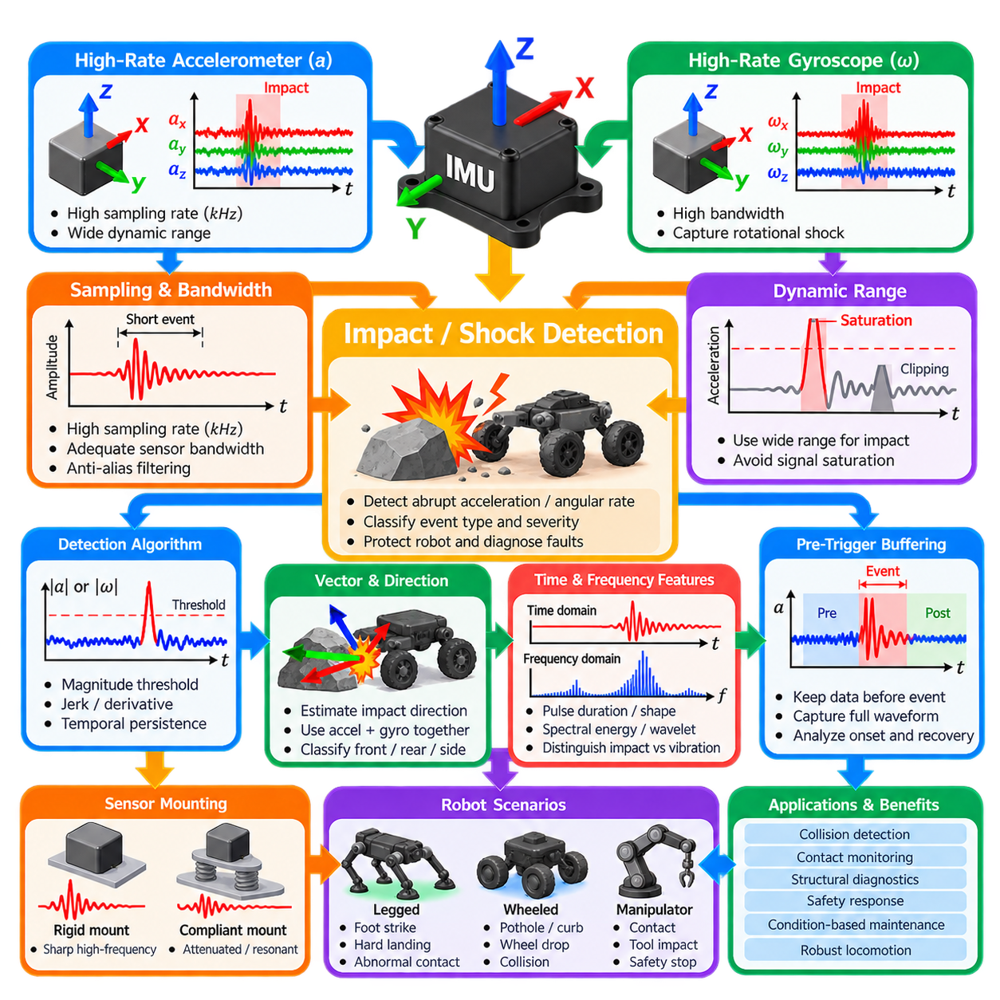 High-Rate Accelerometer (a)
Z
X
Y
Impact
ax
ay
az
t
High sampling rate (kHz)
Wide dynamic range
Z
X
IMU
Y
High-Rate Gyroscope (ω)
Z
X
Y
Impact
ωx
ωy
ωz
t
High bandwidth
Capture rotational shock
Sampling & Bandwidth
Short event
Amplitude
t
High sampling rate (kHz)
Adequate sensor bandwidth
Anti-alias filtering
Impact / Shock Detection
Detect abrupt acceleration / angular rate
Classify event type and severity
Protect robot and diagnose faults
Dynamic Range
Saturation
Clipping
Acceleration
t
Use wide range for impact
Avoid signal saturation
Detection Algorithm
|a| or |ω|
Threshold
t
Magnitude threshold
Jerk / derivative
Temporal persistence
Vector & Direction
Estimate impact direction
Use accel + gyro together
Classify front / rear / side
Time & Frequency Features
Time domain
t
Frequency domain
f
Pulse duration / shape
Spectral energy / wavelet
Distinguish impact vs vibration
Pre-Trigger Buffering
Event
a
Pre
Post
t
Keep data before event
Capture full waveform
Analyze onset and recovery
Sensor Mounting
Rigid mount
Sharp high-frequency
Compliant mount
Attenuated / resonant
Robot Scenarios
Legged
Foot strike
Hard landing
Abnormal contact
Wheeled
Pothole / curb
Wheel drop
Collision
Manipulator
Contact
Tool impact
Safety stop
Applications & Benefits
Collision detection
Contact monitoring
Structural diagnostics
Safety response
Condition-based maintenance
Robust locomotion